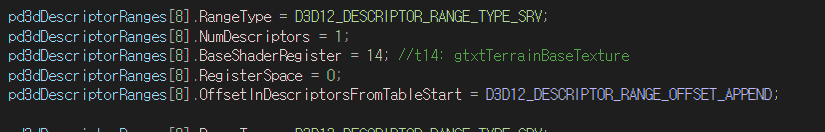 pd3dDescriptorRanges[8].RangeType = D3D12_DESCRIPTOR_RANGE_TYPE_SRV;
pd3dDescriptorRanges[8].NumDescriptors = 1;
pd3dDescriptorRanges[8].BaseShaderRegister = 14; //t14: gtxtTerrainBaseTexture
pd3dDescriptorRanges[8].RegisterSpace = 0;
pd3dDescriptorRanges[8].OffsetInDescriptorsFromTableStart = D3D12_DESCRIPTOR_RANGE_OFFSET_APPEND;